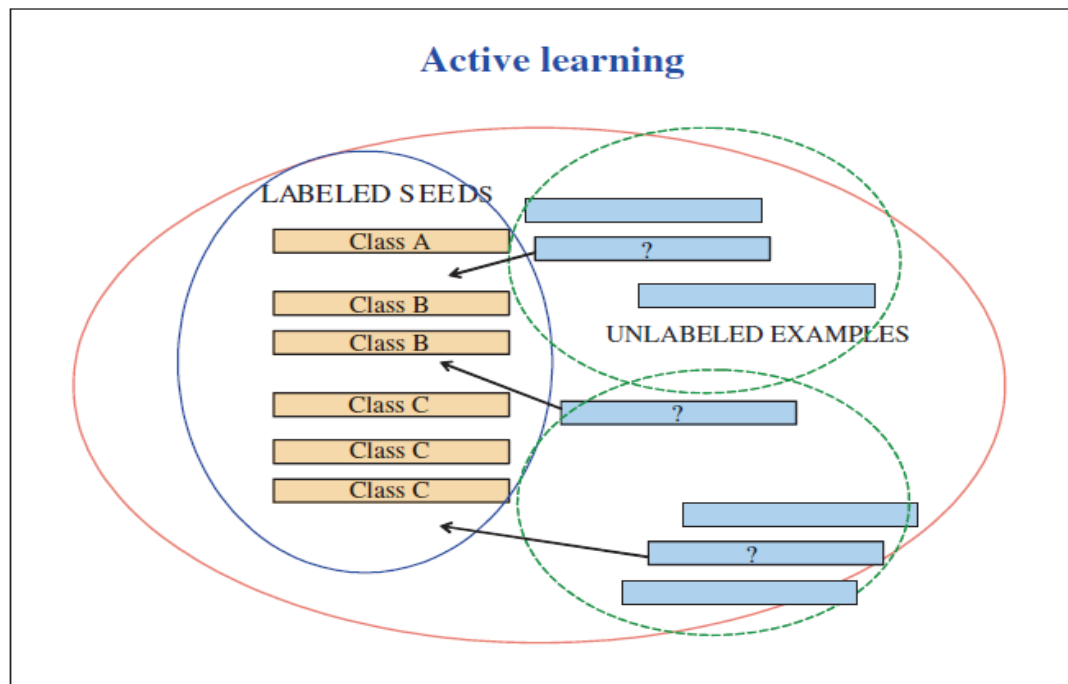 Active learning
LABELED SEEDS
Class A
?
Class B
UNLABELED EXAMPLES
Class B
Class C
?
Class C
Class C
?